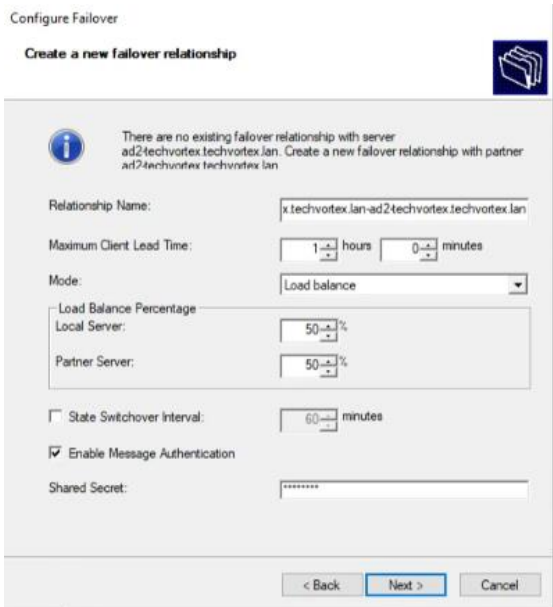 Configure Failover
Create a new failover relationship
There are no existing failover relationship with server
ad2-techvortex.techvortex.lan. Create a new failover relationship with partner
ad2-techvortex.techvortex.lan
Relationship Name: x.techvortex.lan-ad2-techvortex.techvortex.lan
Maximum Client Lead Time: 1 hours 0 minutes
Mode: Load balance
Load Balance Percentage
Local Server: 50 %
Partner Server: 50 %
State Switchover Interval: 60 minutes
Enable Message Authentication
Shared Secret: ********
< Back Next > Cancel